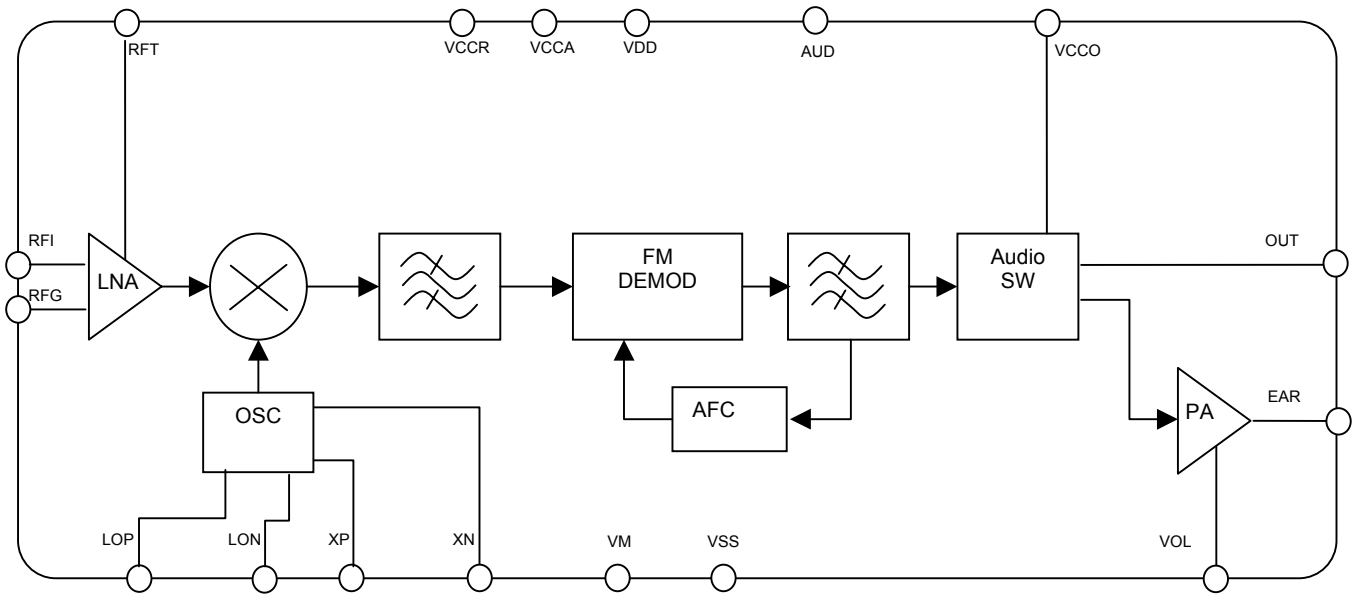 RFT
VCCR
VCCA
VDD
AUD
VCCO
RFI
RFG
LNA
FM
DEMOD
Audio
SW
OUT
OSC
AFC
PA
EAR
LOP
LON
XP
XN
VM
VSS
VOL